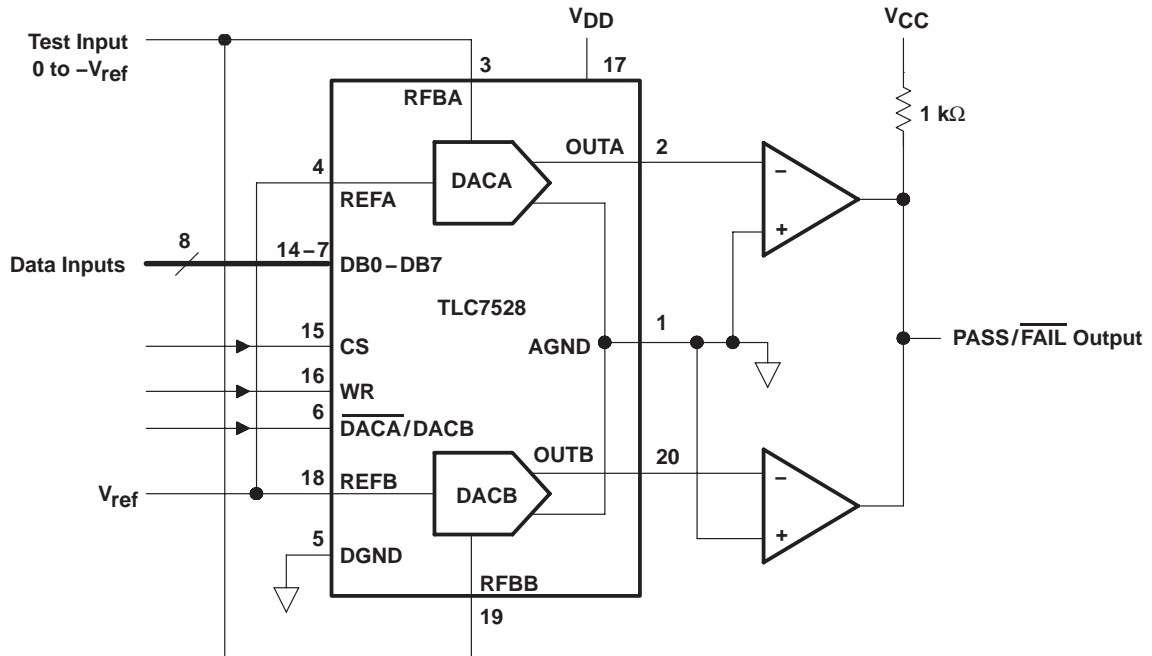 V_DD
V_CC
Test Input
0 to –V_ref
3
17
RFBA
1 kΩ
OUTA
2
4
DACA
–
REFA
+
8
14–7
Data Inputs
DB0–DB7
TLC7528
15
1
CS
AGND
PASS/FAIL Output
16
WR
6
DACA/DACB
OUTB
20
18
REFB
–
V_ref
DACB
5
+
DGND
RFBB
19